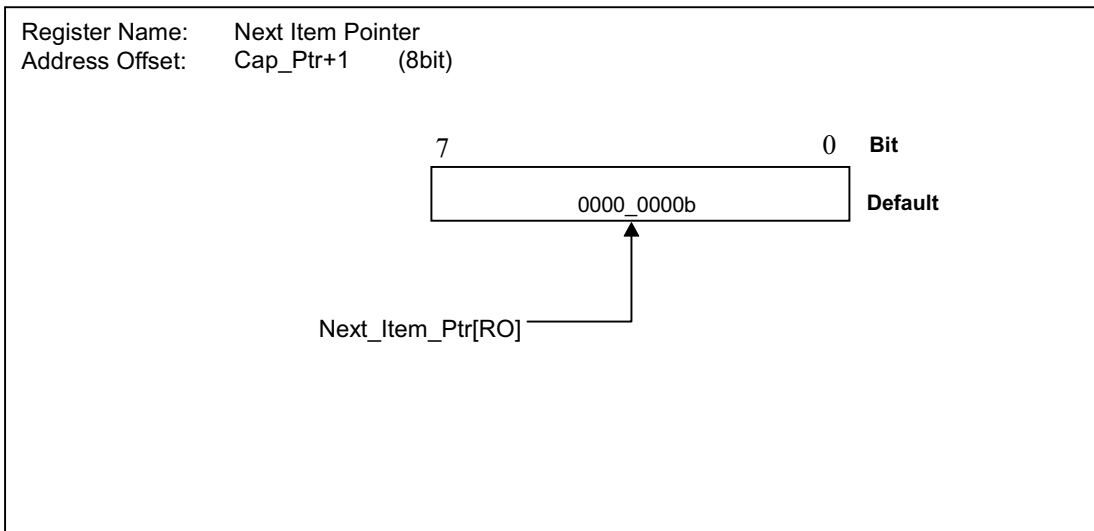 Register Name: Next Item Pointer
Address Offset: Cap_Ptr+1 (8bit)
7 0 Bit
0000_0000b Default
Next_Item_Ptr[RO]